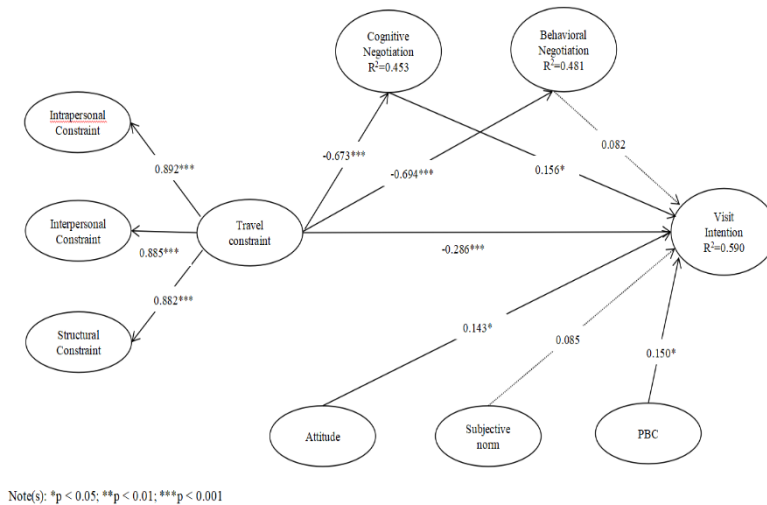 Cognitive
Negotiation
R²=0.453
Behavioral
Negotiation
R²=0.481
Intrapersonal
Constraint
0.892***
-0.673***
-0.694***
0.156*
0.082
Interpersonal
Constraint
0.885***
Travel
constraint
-0.286***
Visit
Intention
R²=0.590
0.882***
Structural
Constraint
0.143*
0.085
0.150*
Attitude
Subjective
norm
PBC
Note(s): *p < 0.05; **p < 0.01; ***p < 0.001